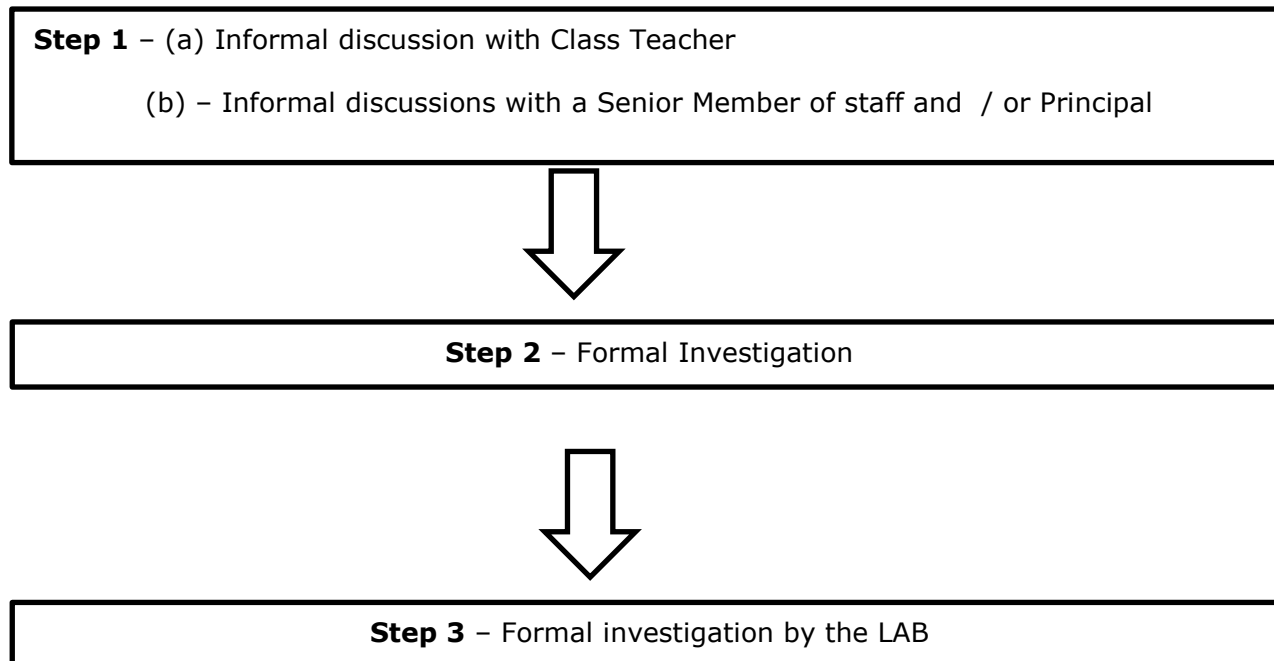 Step 1 – (a) Informal discussion with Class Teacher
(b) – Informal discussions with a Senior Member of staff and / or Principal
Step 2 – Formal Investigation
Step 3 – Formal investigation by the LAB